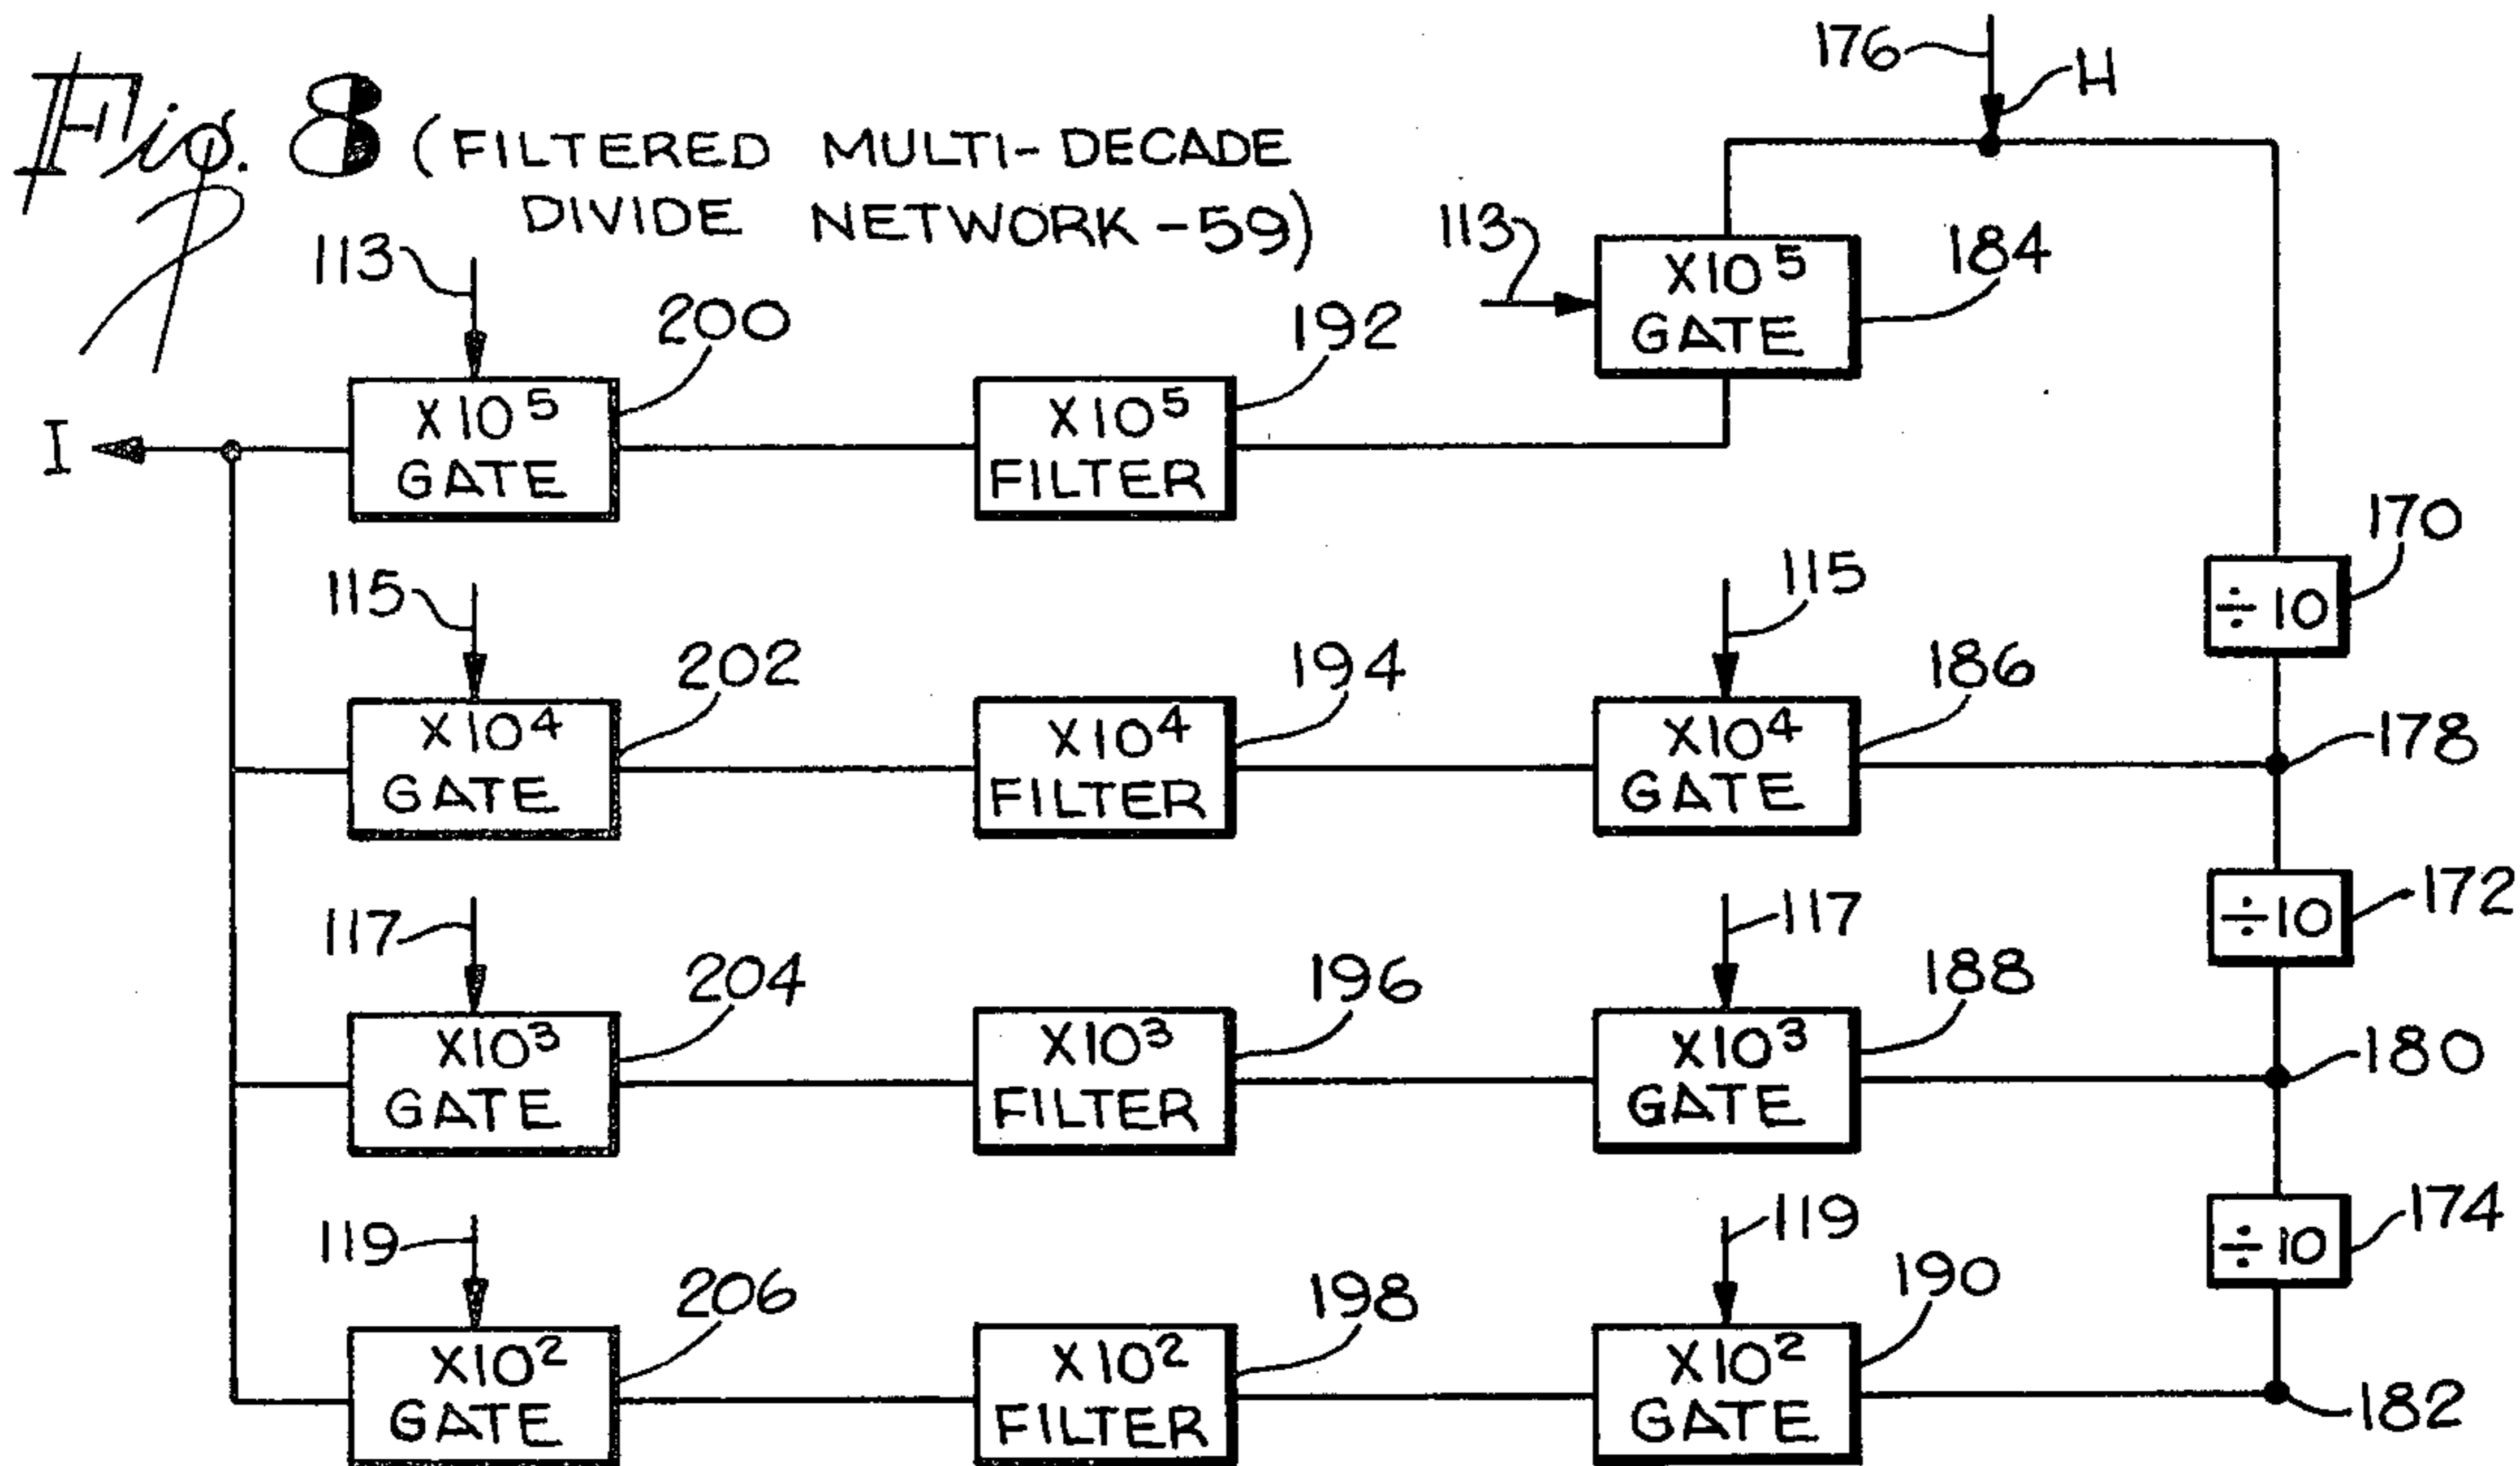 Fig. 8 (FILTERED MULTI-DECADE
DIVIDE NETWORK-59)
176
H
113
X10⁵
GATE
184
113
200
192
I
X10⁵
GATE
X10⁵
FILTER
170
÷10
115
202
194
115
186
X10⁴
GATE
X10⁴
FILTER
X10⁴
GATE
178
172
÷10
117
204
196
117
188
X10³
GATE
X10³
FILTER
X10³
GATE
180
174
÷10
119
206
198
119
190
X10²
GATE
X10²
FILTER
X10²
GATE
182